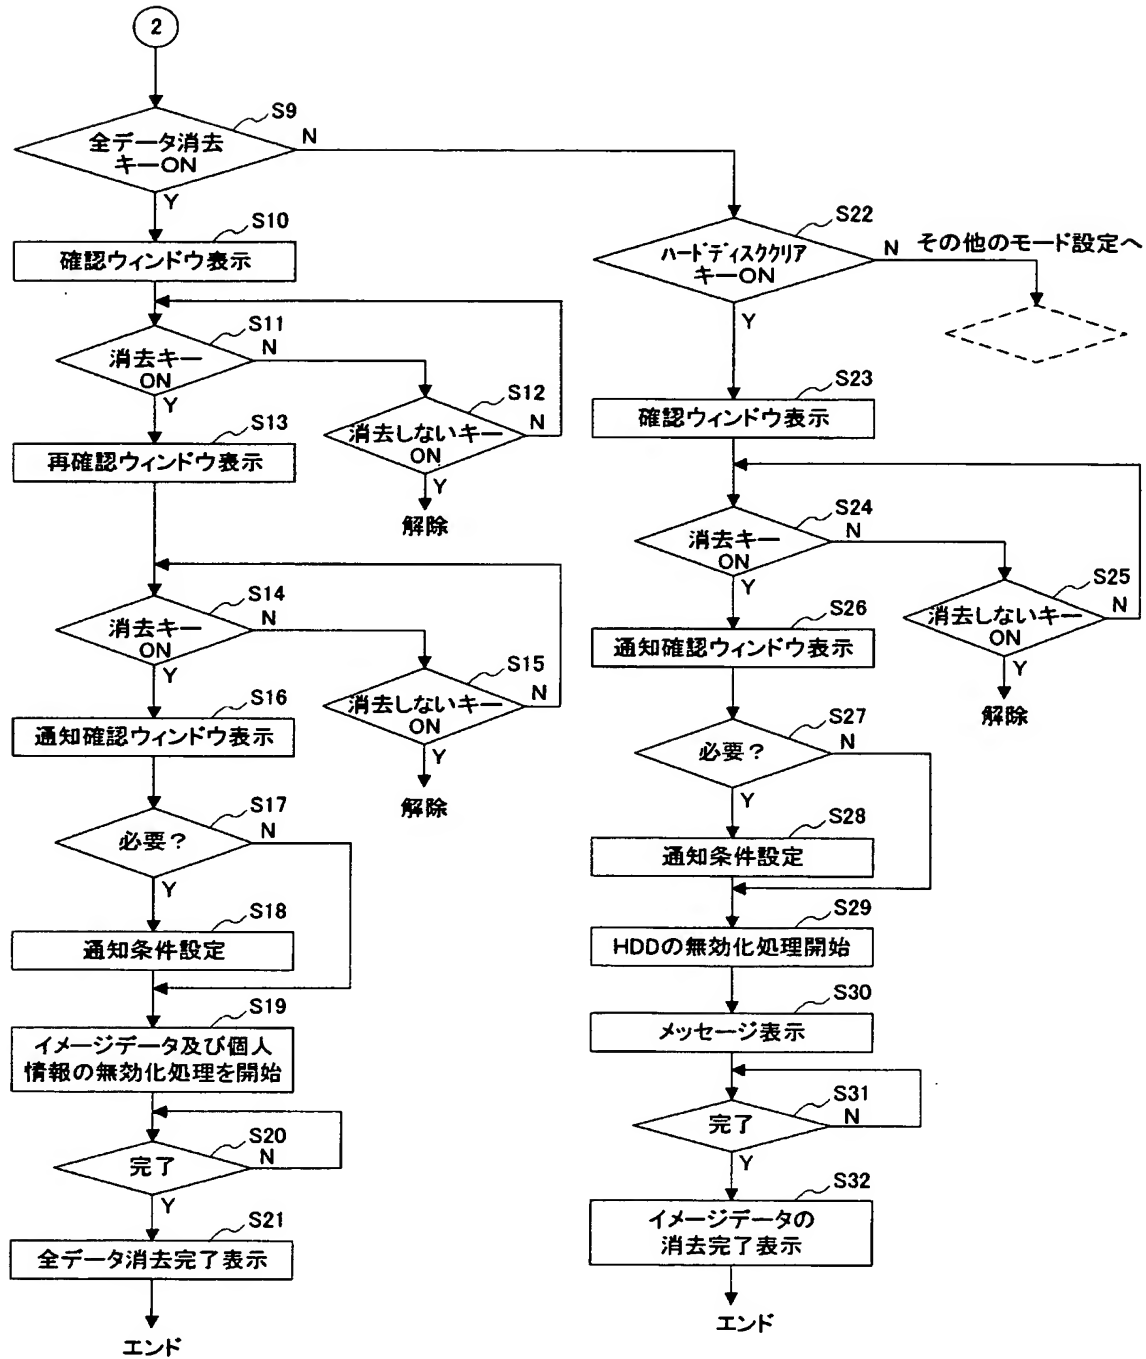 2
S9
全データ消去
キーON
N
Y
S10
確認ウィンドウ表示
S11
消去キー
ON
N
Y
S12
消去しないキー
ON
N
Y
解除
S13
再確認ウィンドウ表示
S14
消去キー
ON
N
Y
S15
消去しないキー
ON
N
Y
解除
S16
通知確認ウィンドウ表示
S17
必要?
N
Y
S18
通知条件設定
S19
イメージデータ及び個人
情報の無効化処理を開始
S20
完了
N
Y
S21
全データ消去完了表示
エンド
S22
ハードディスククリア
キーON
N
その他のモード設定へ
Y
S23
確認ウィンドウ表示
S24
消去キー
ON
N
Y
S25
消去しないキー
ON
N
Y
解除
S26
通知確認ウィンドウ表示
S27
必要?
N
Y
S28
通知条件設定
S29
HDDの無効化処理開始
S30
メッセージ表示
S31
完了
N
Y
S32
イメージデータの
消去完了表示
エンド